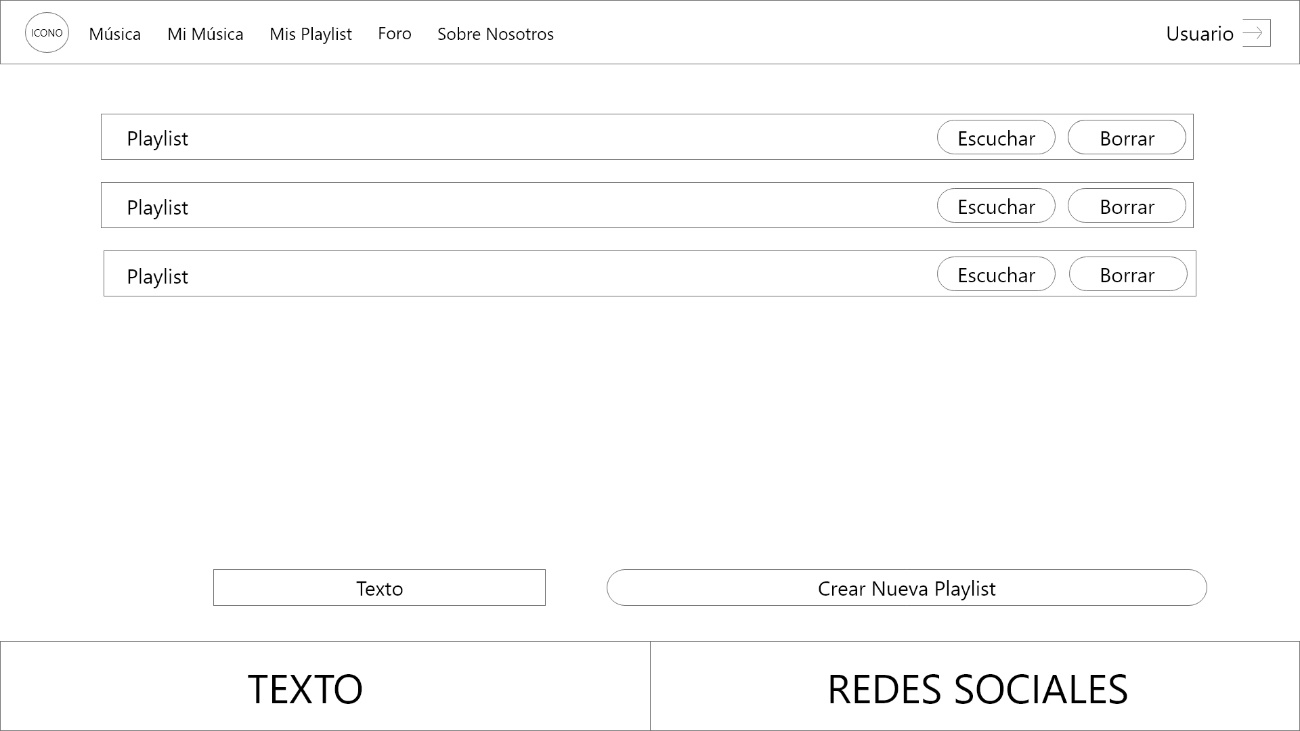 ICONO Música Mi Música Mis Playlist Foro Sobre Nosotros Usuario
Playlist Escuchar Borrar
Playlist Escuchar Borrar
Playlist Escuchar Borrar
Texto Crear Nueva Playlist
TEXTO REDES SOCIALES